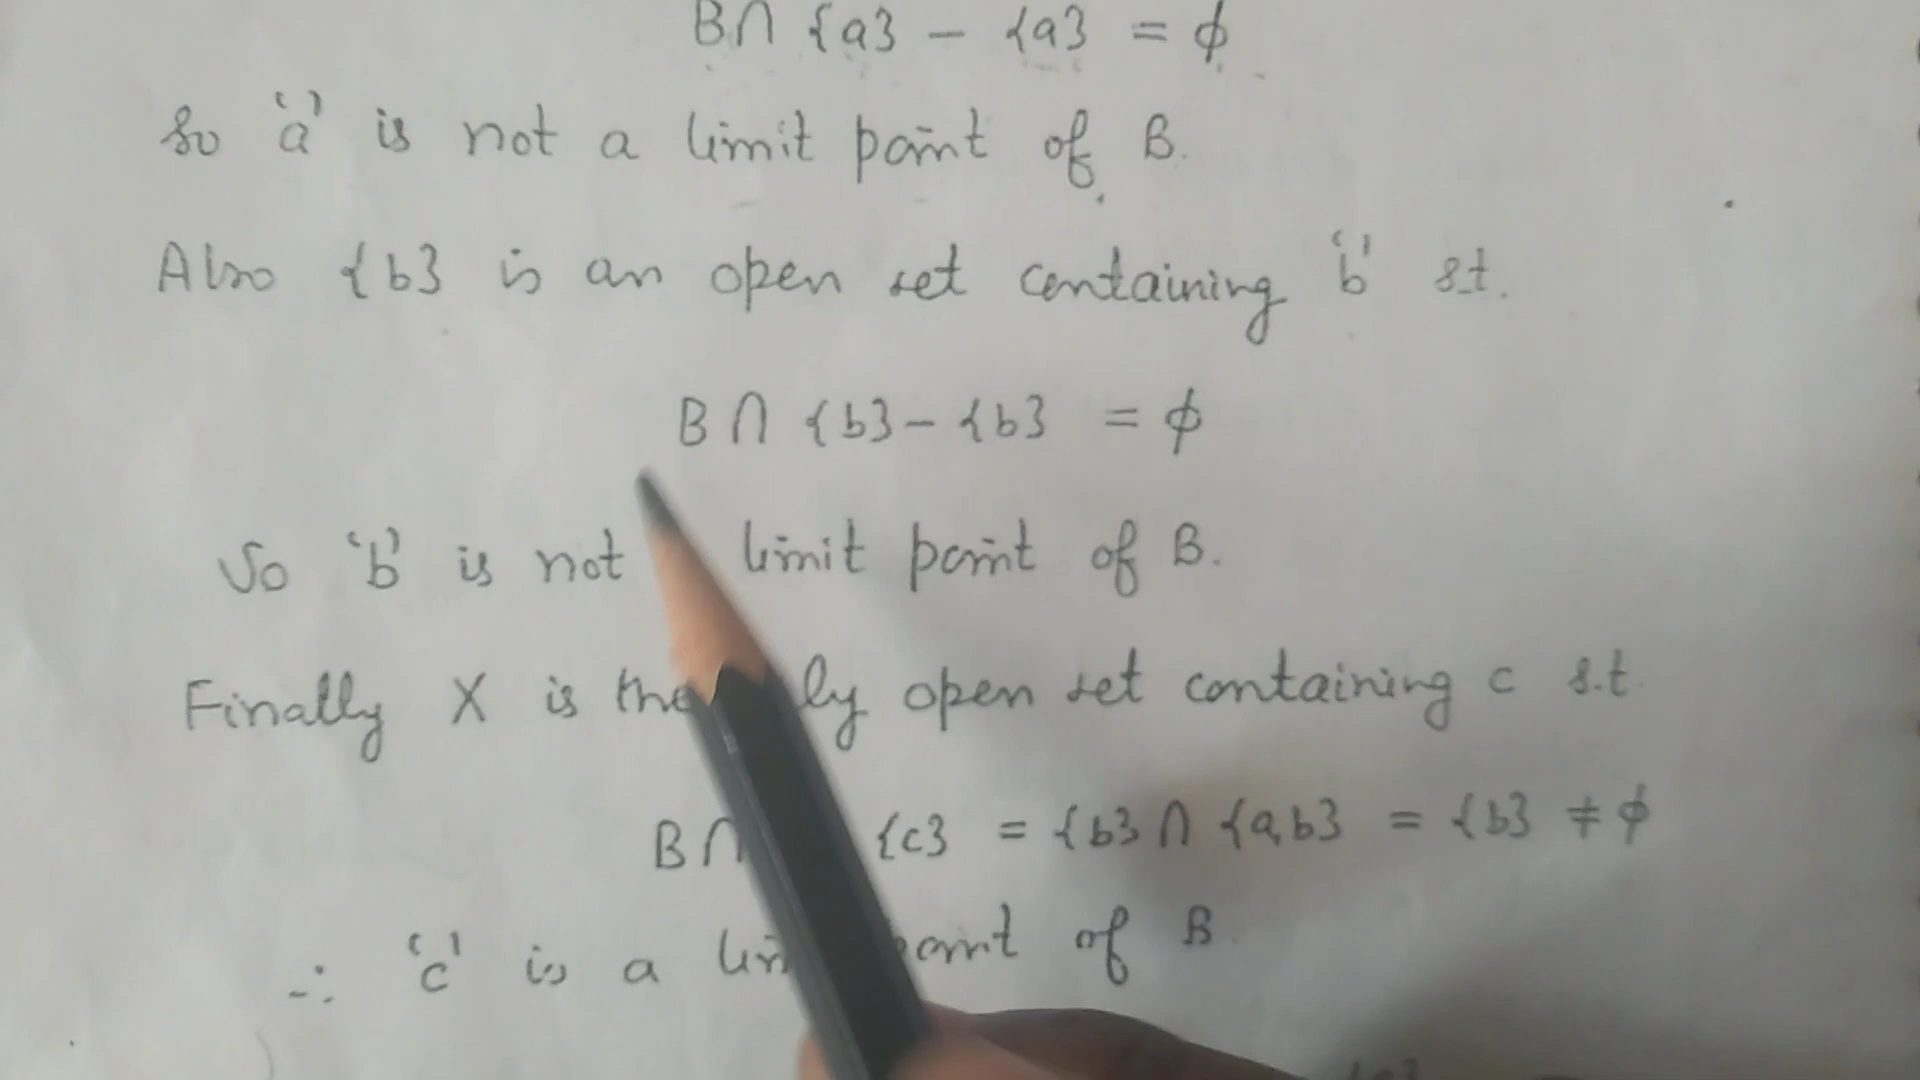 B∩ {a} - {a} = ϕ
So 'a' is not a limit point of B.
Also {b} is an open set containing 'b' s.t.
B∩ {b} - {b} = ϕ
So 'b' is not limit point of B.
Finally X is the open set containing c s.t.
B∩ {c} = {b}∩ {a,b} = {b} ≠ ϕ
∴ 'c' is a point of B